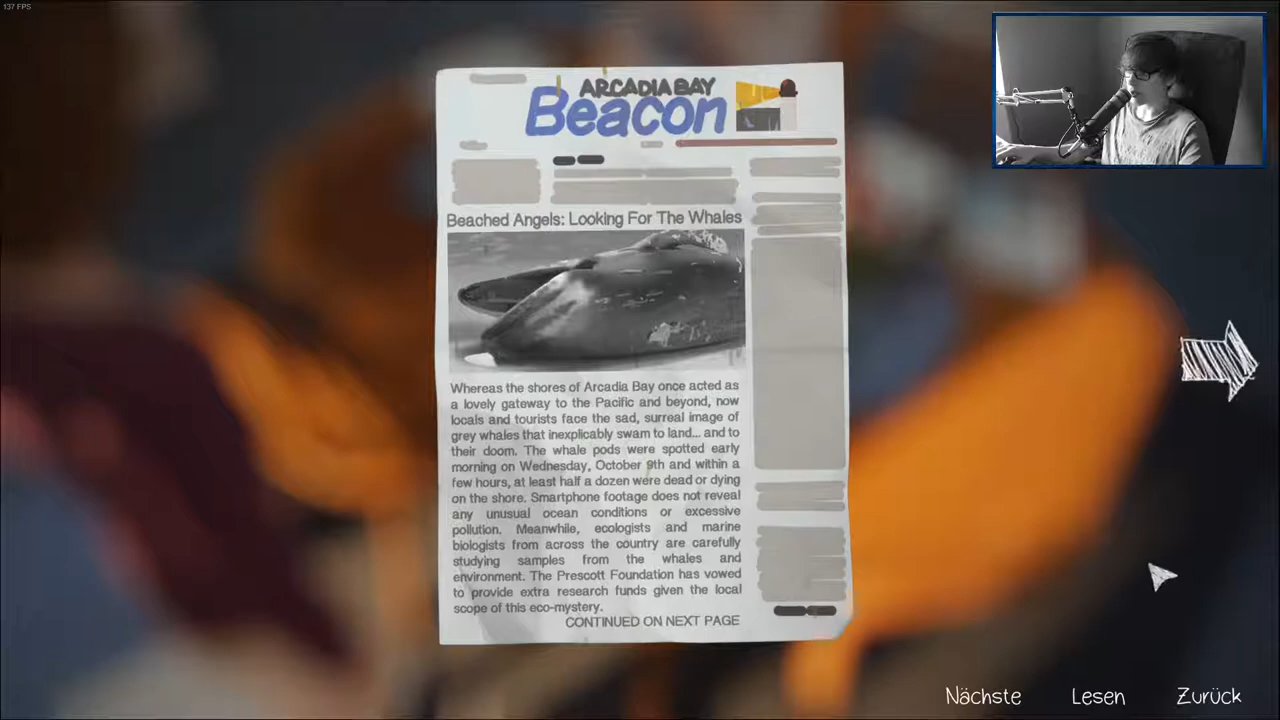 137 FPS
ARCADIA BAY
Beacon
Beached Angels: Looking For The Whales
Whereas the shores of Arcadia Bay once acted as
a lovely gateway to the Pacific and beyond, now
locals and tourists face the sad, surreal image of
grey whales that inexplicably swam to land... and to
their doom. The whale pods were spotted early
morning on Wednesday, October 9th and within a
few hours, at least half a dozen were dead or dying
on the shore. Smartphone footage does not reveal
any unusual ocean conditions or excessive
pollution. Meanwhile, ecologists and marine
biologists from across the country are carefully
studying samples from the whales and
environment. The Prescott Foundation has vowed
to provide extra research funds given the local
scope of this eco-mystery.
CONTINUED ON NEXT PAGE
Nächste Lesen Zurück